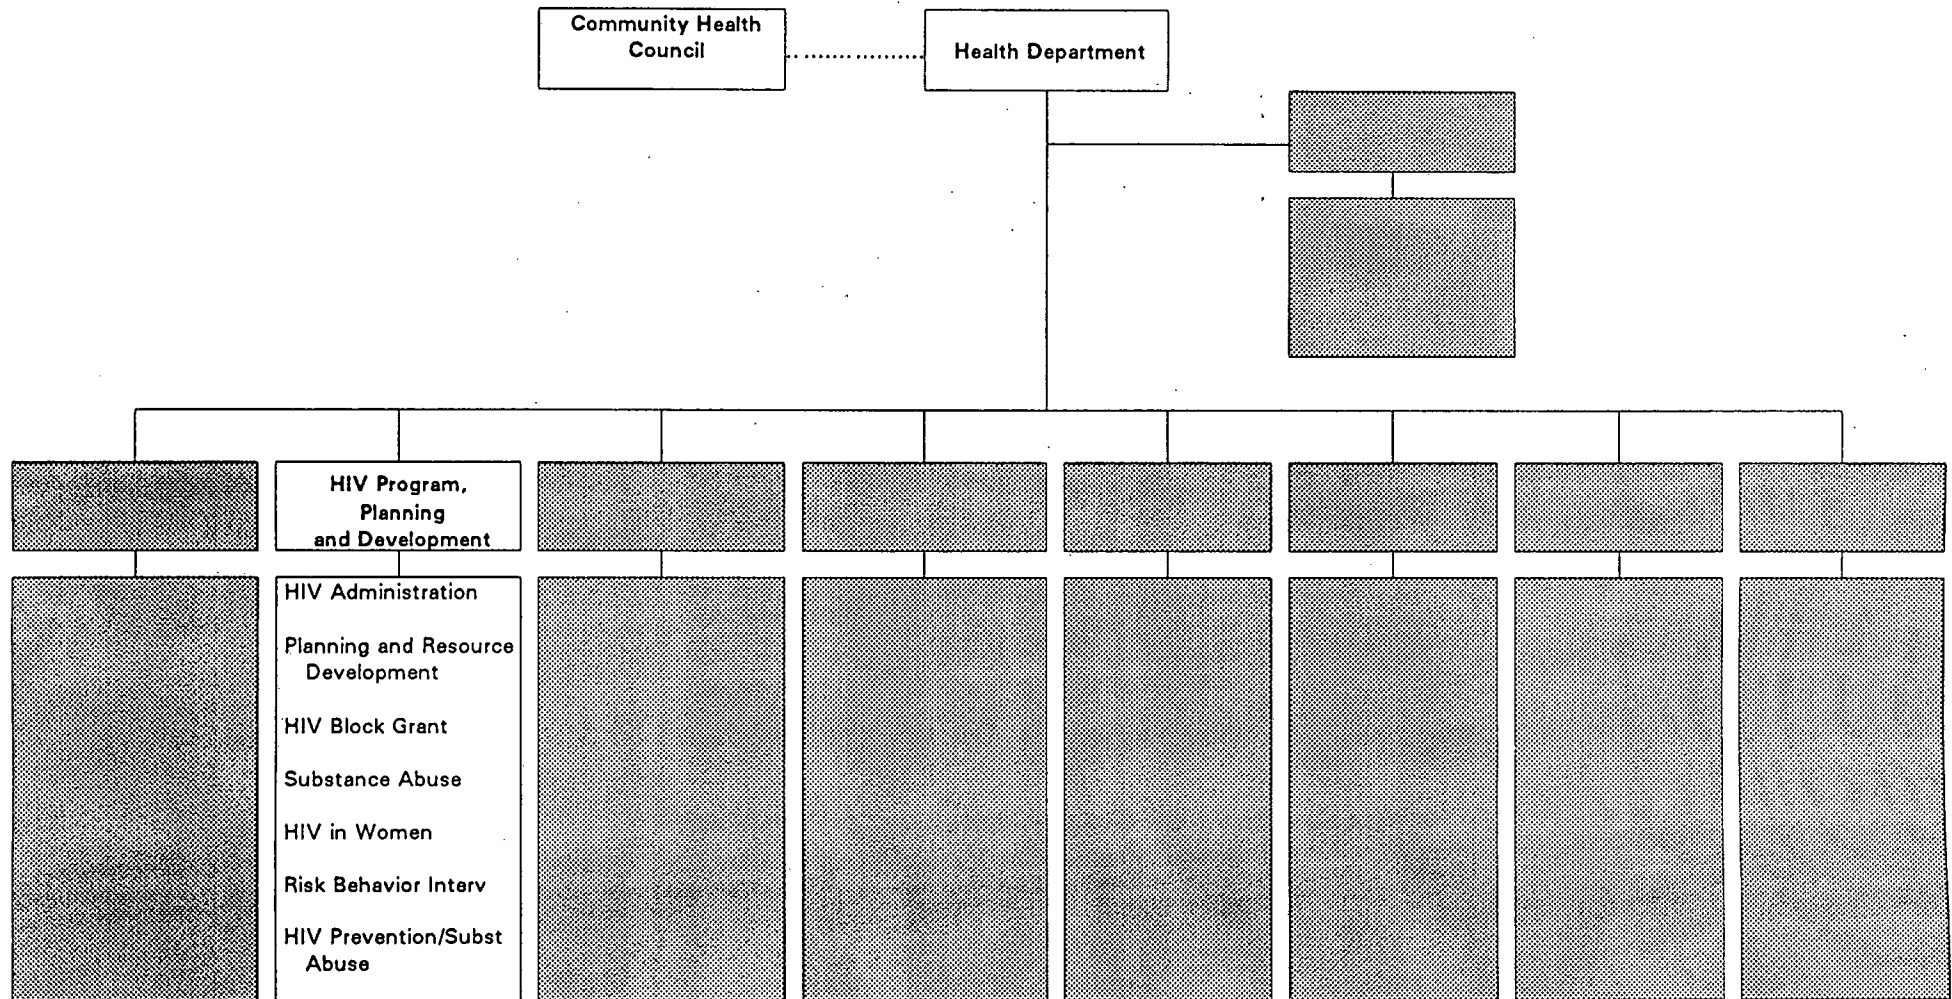 Community Health
Council
Health Department
HIV Program,
Planning
and Development
HIV Administration
Planning and Resource
Development
HIV Block Grant
Substance Abuse
HIV in Women
Risk Behavior Interv
HIV Prevention/Subst
Abuse